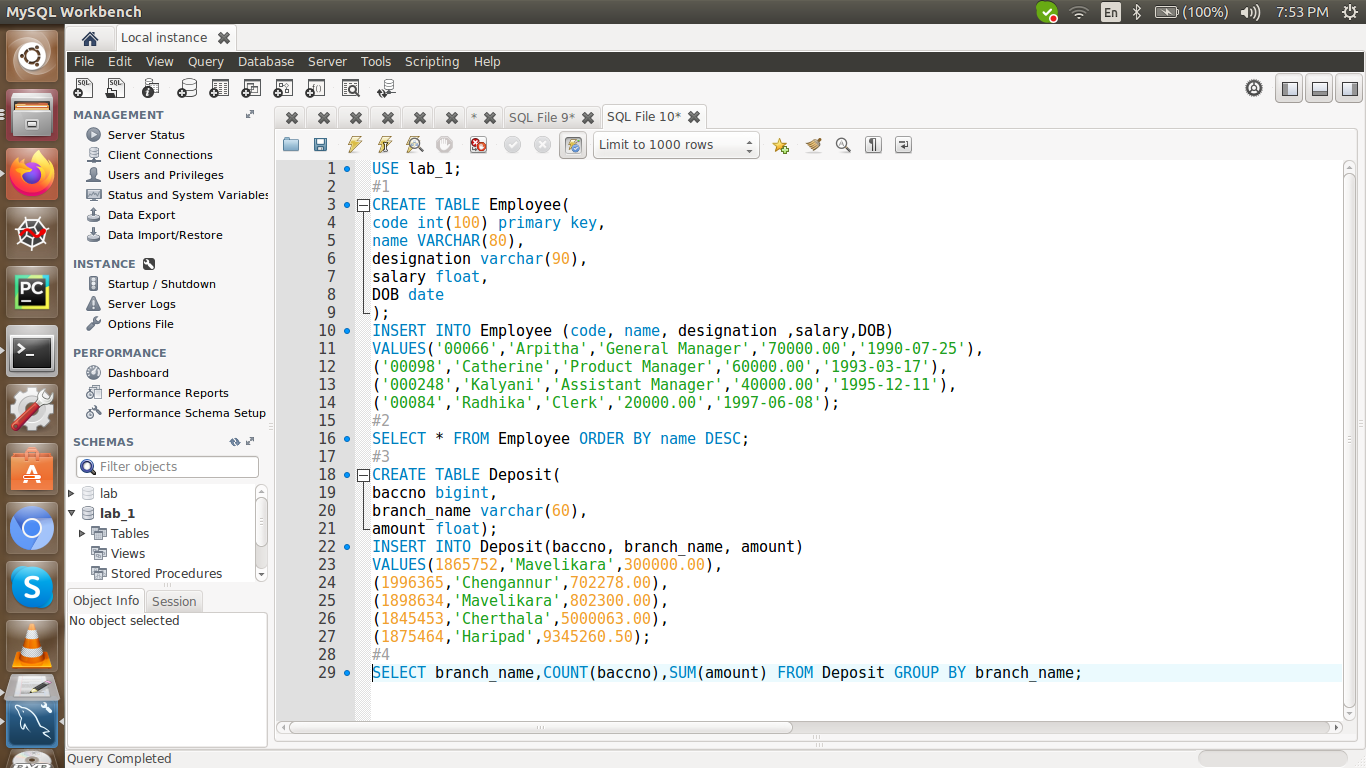 MySQL Workbench
En
(100%)
7:53 PM
Local instance
File Edit View Query Database Server Tools Scripting Help
MANAGEMENT
Server Status
Client Connections
Users and Privileges
Status and System Variables
Data Export
Data Import/Restore
INSTANCE
Startup / Shutdown
Server Logs
Options File
PERFORMANCE
Dashboard
Performance Reports
Performance Schema Setup
SCHEMAS
Filter objects
lab
lab_1
Tables
Views
Stored Procedures
Object Info Session
No object selected
* SQL File 9* SQL File 10*
Limit to 1000 rows
1 USE lab_1;
2 #1
3 CREATE TABLE Employee(
4 code int(100) primary key,
5 name VARCHAR(80),
6 designation varchar(90),
7 salary float,
8 DOB date
9 );
10 INSERT INTO Employee (code, name, designation ,salary,DOB)
11 VALUES('00066','Arpitha','General Manager','70000.00','1990-07-25'),
12 ('00098','Catherine','Product Manager','60000.00','1993-03-17'),
13 ('000248','Kalyani','Assistant Manager','40000.00','1995-12-11'),
14 ('00084','Radhika','Clerk','20000.00','1997-06-08');
15 #2
16 SELECT * FROM Employee ORDER BY name DESC;
17 #3
18 CREATE TABLE Deposit(
19 baccno bigint,
20 branch_name varchar(60),
21 amount float);
22 INSERT INTO Deposit(baccno, branch_name, amount)
23 VALUES(1865752,'Mavelikara',300000.00),
24 (1996365,'Chengannur',702278.00),
25 (1898634,'Mavelikara',802300.00),
26 (1845453,'Cherthala',5000063.00),
27 (1875464,'Haripad',9345260.50);
28 #4
29 SELECT branch_name,COUNT(baccno),SUM(amount) FROM Deposit GROUP BY branch_name;
Query Completed